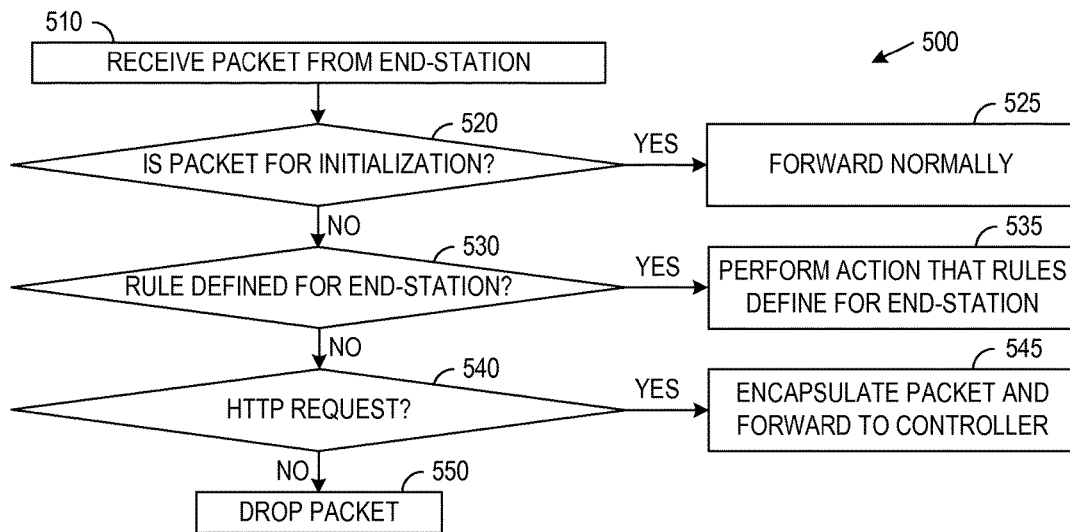 510
RECEIVE PACKET FROM END-STATION
500
520
IS PACKET FOR INITIALIZATION?
YES
525
FORWARD NORMALLY
NO
530
RULE DEFINED FOR END-STATION?
YES
535
PERFORM ACTION THAT RULES
DEFINE FOR END-STATION
NO
540
HTTP REQUEST?
YES
545
ENCAPSULATE PACKET AND
FORWARD TO CONTROLLER
NO
550
DROP PACKET